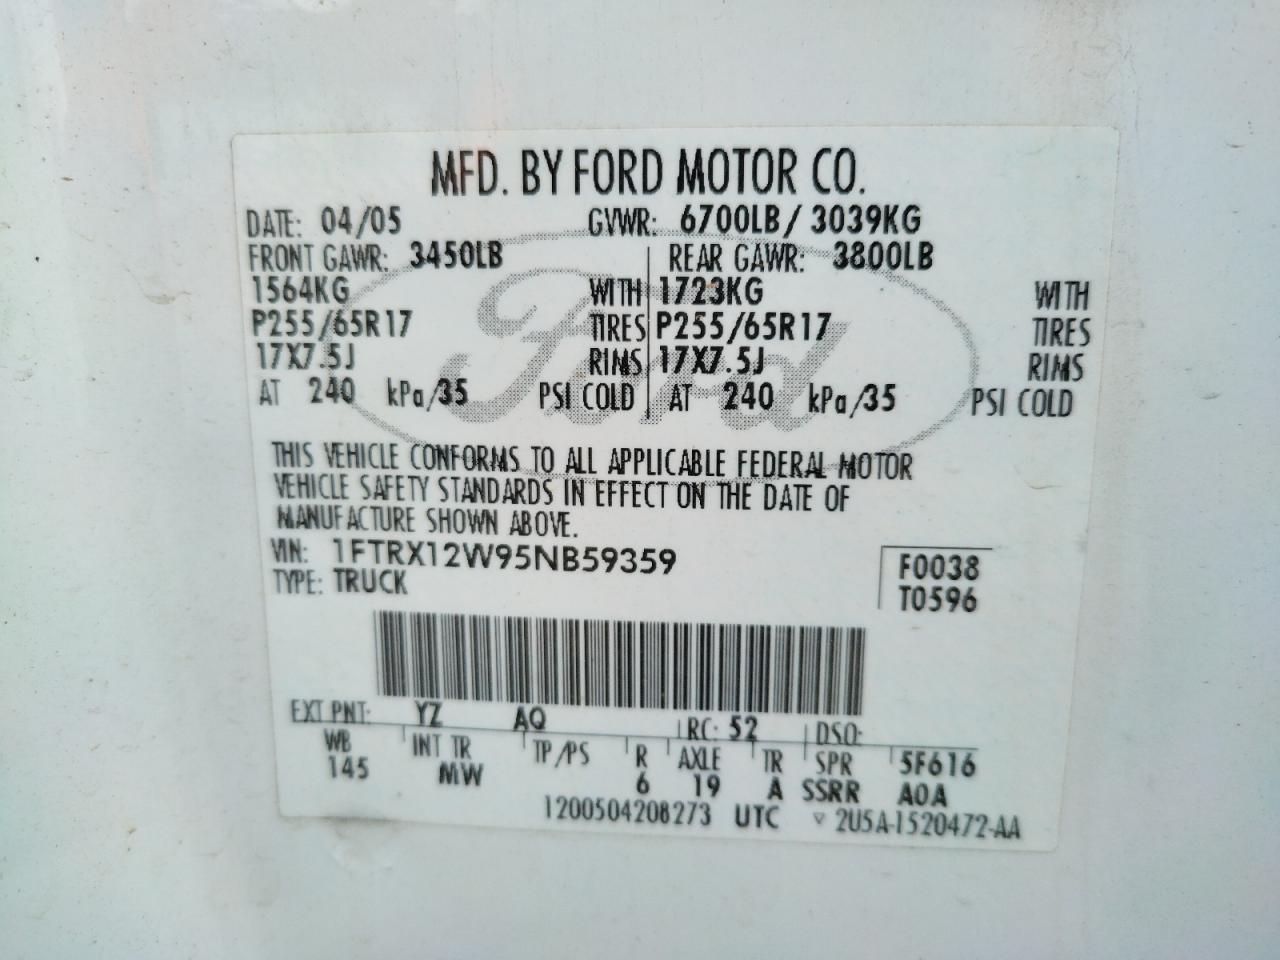 MFD. BY FORD MOTOR CO.
DATE: 04/05 GVWR: 6700LB/ 3039KG
FRONT GAWR: 3450LB REAR GAWR: 3800LB
1564KG WITH 1723KG WITH
P255/65R17 TIRES P255/65R17 TIRES
17X7.5J RIMS 17X7.5J RIMS
AT 240 kPa/35 PSI COLD AT 240 kPa/35 PSI COLD
Ford
THIS VEHICLE CONFORMS TO ALL APPLICABLE FEDERAL MOTOR
VEHICLE SAFETY STANDARDS IN EFFECT ON THE DATE OF
MANUFACTURE SHOWN ABOVE.
VIN: 1FTRX12W95NB59359 F0038
TYPE: TRUCK T0596
EXT PNT: YZ AQ RC: 52 DSO:
WB INT TR TP/PS R AXLE TR SPR 5F616
145 MW 6 19 A SSRR A0A
1200504208273 UTC ▽ 2U5A-1520472-AA